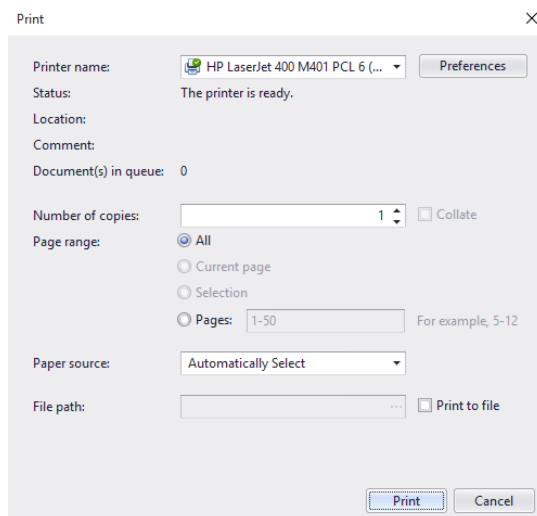 Print
Printer name: HP LaserJet 400 M401 PCL 6 (... Preferences
Status: The printer is ready.
Location:
Comment:
Document(s) in queue: 0
Number of copies: 1 Collate
Page range: All
Current page
Selection
Pages: 1-50 For example, 5-12
Paper source: Automatically Select
File path: ... Print to file
Print Cancel